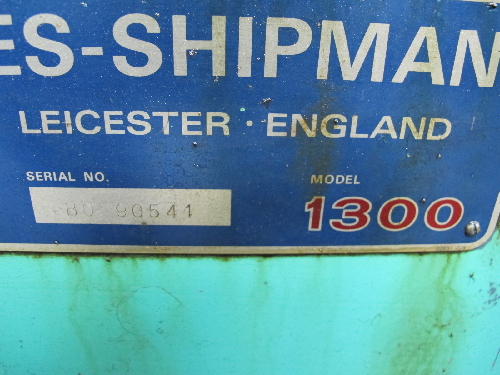 ES-SHIPMAN
LEICESTER · ENGLAND
SERIAL NO. MODEL
80 90541 1300